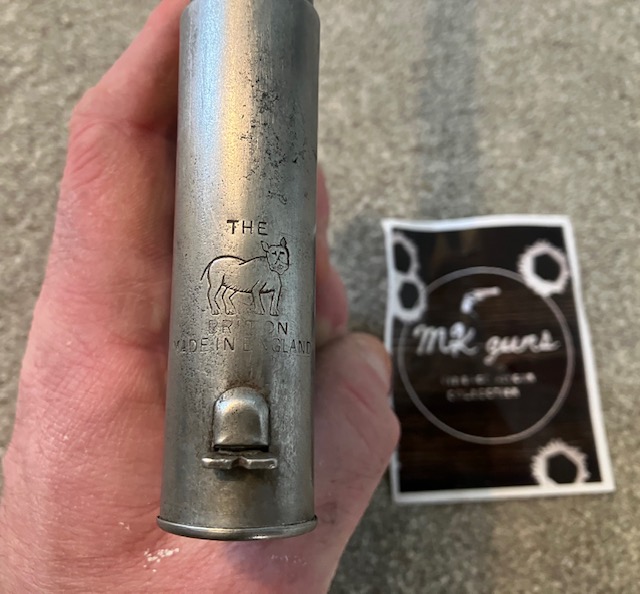 THE
BRITON
MADE IN ENGLAND
MK guns